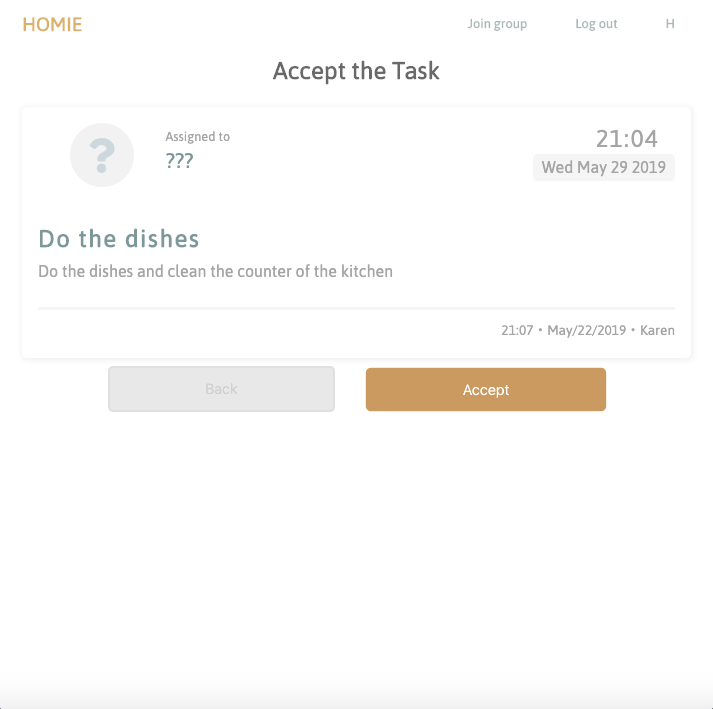 HOMIE Join group Log out H
Accept the Task
?
Assigned to
???
21:04
Wed May 29 2019
Do the dishes
Do the dishes and clean the counter of the kitchen
21:07 • May/22/2019 • Karen
Back Accept